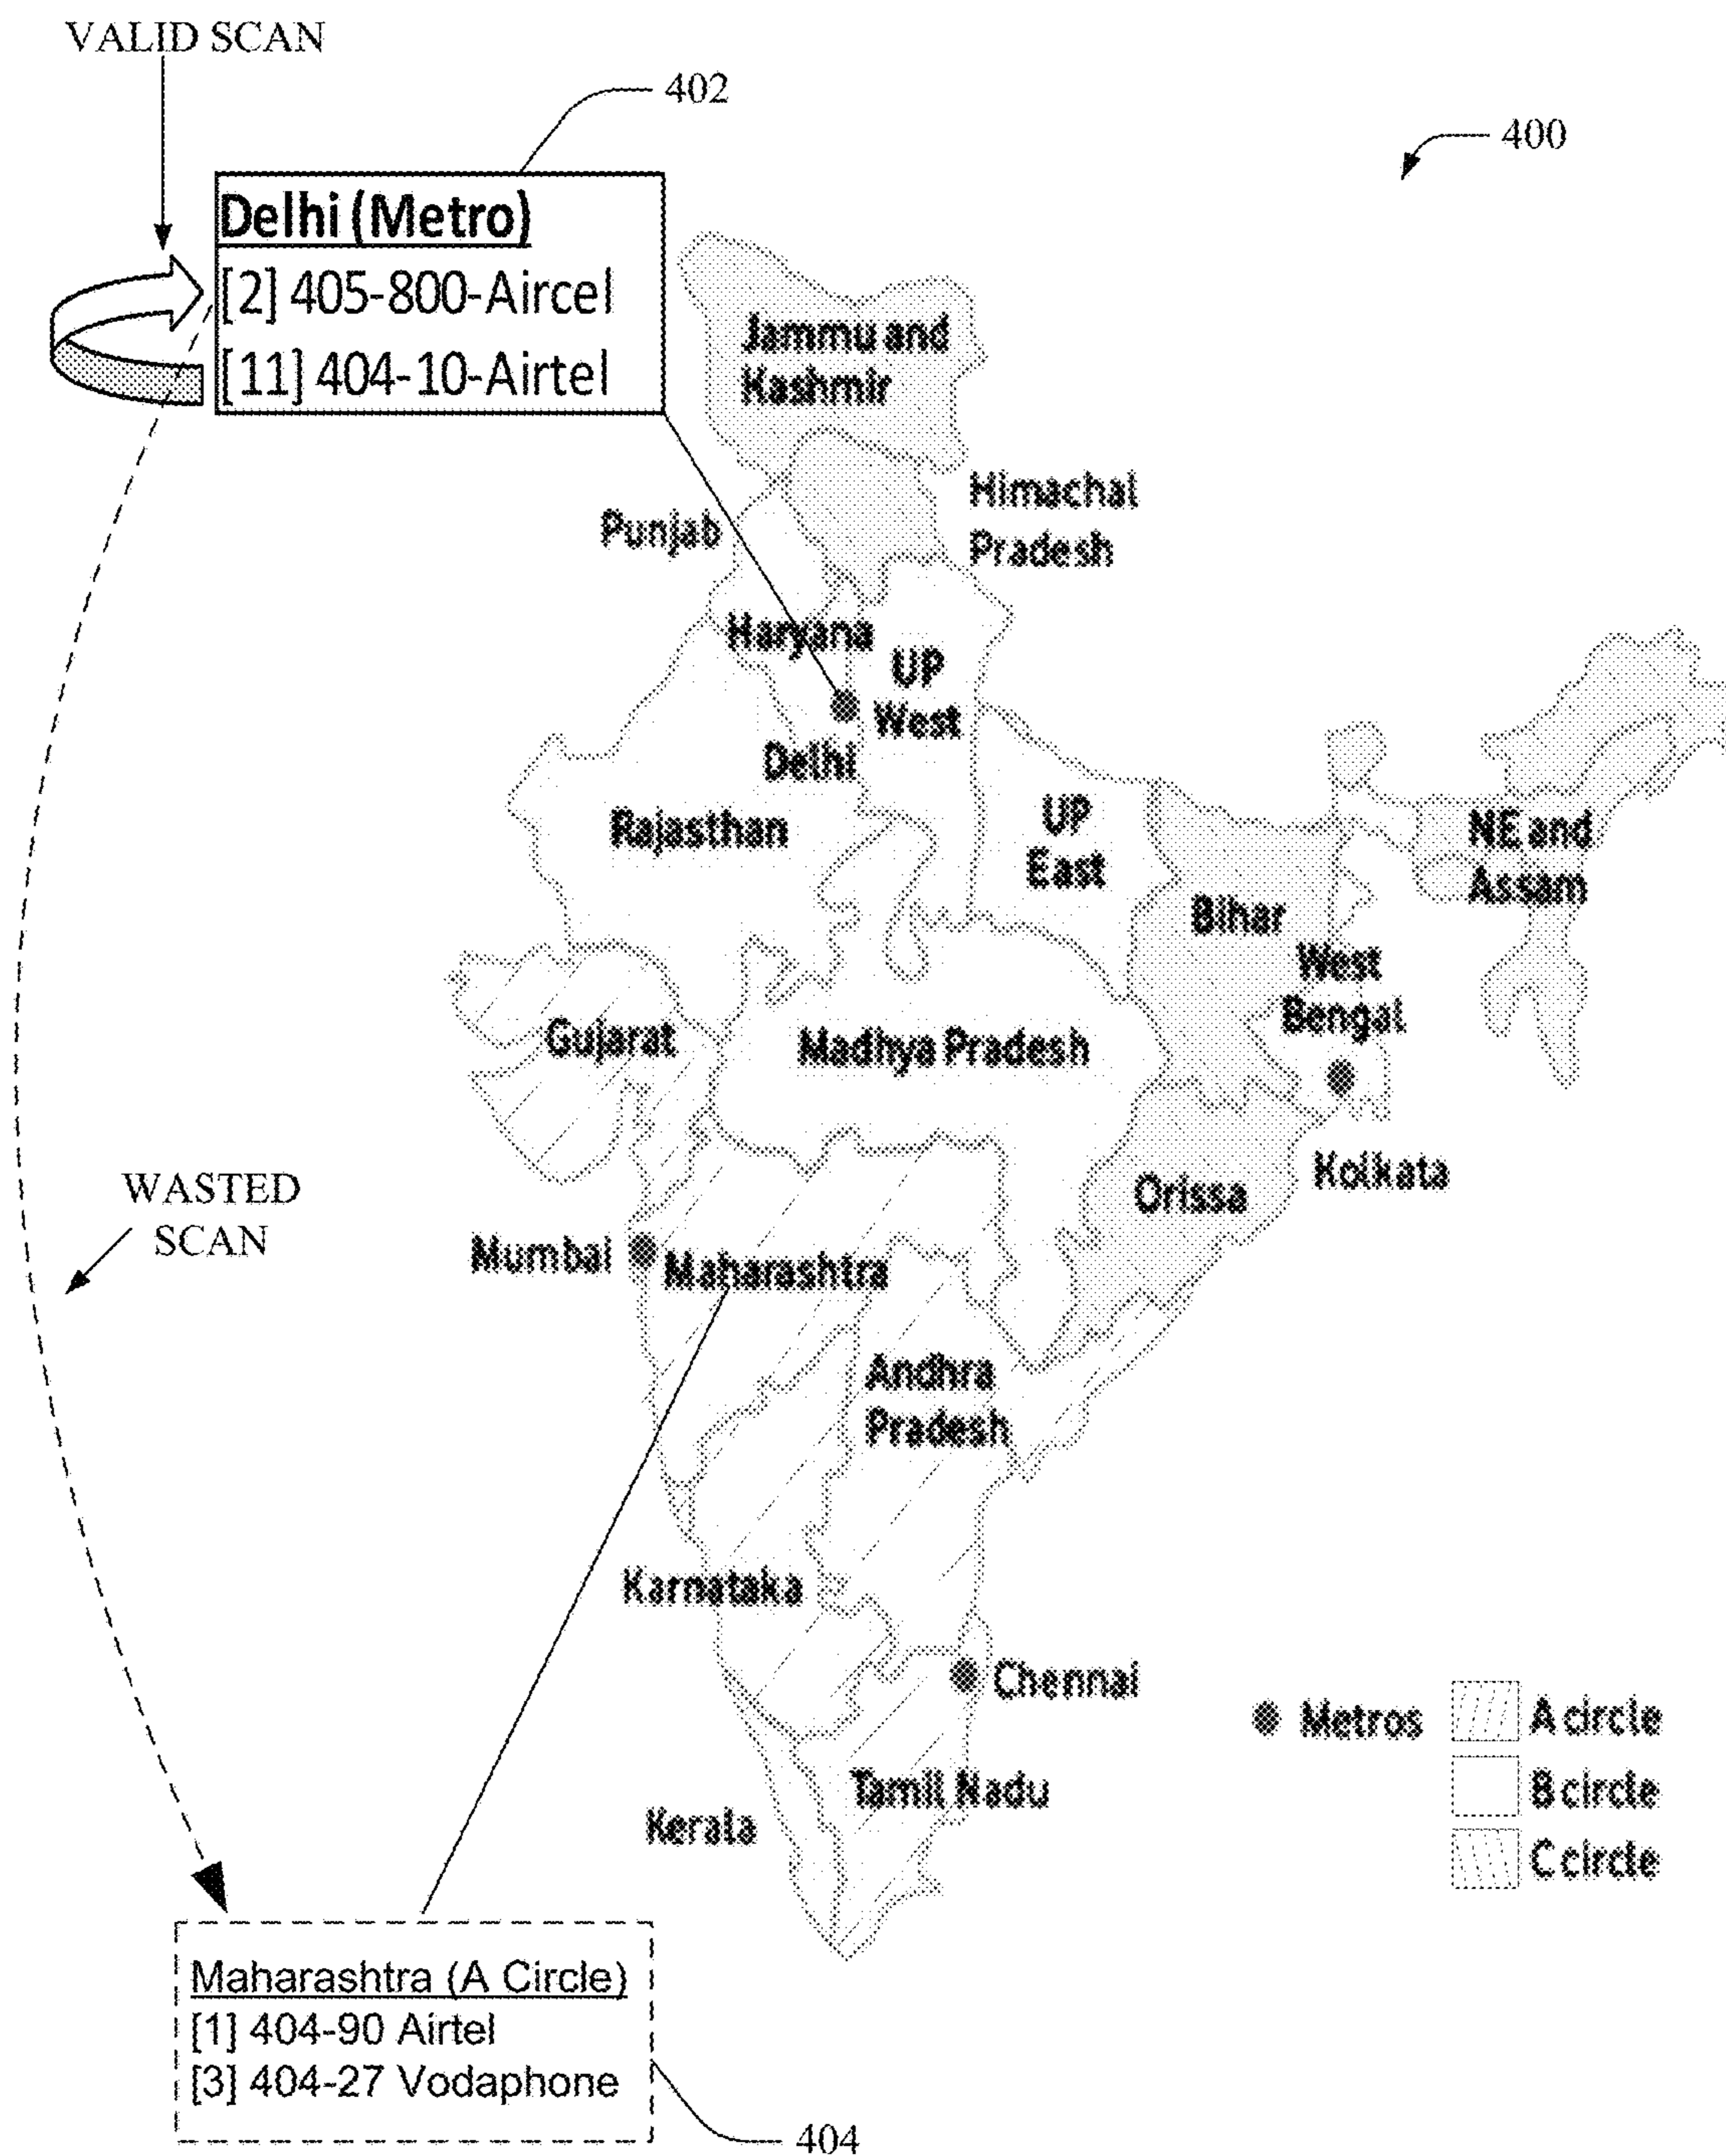 VALID SCAN
402
400
Delhi (Metro)
[2] 405-800-Aircel
[11] 404-10-Airtel
Jammu and
Kashmir
Himachal
Pradesh
Punjab
Haryana
UP
West
Delhi
Rajasthan
UP
East
NE and
Assam
Bihar
West
Bengal
Gujarat
Madhya Pradesh
Kolkata
Orissa
WASTED
SCAN
Mumbai
Maharashtra
Andhra
Pradesh
Karnataka
Chennai
Metros
A circle
B circle
C circle
Tamil Nadu
Kerala
Maharashtra (A Circle)
[1] 404-90 Airtel
[3] 404-27 Vodaphone
404